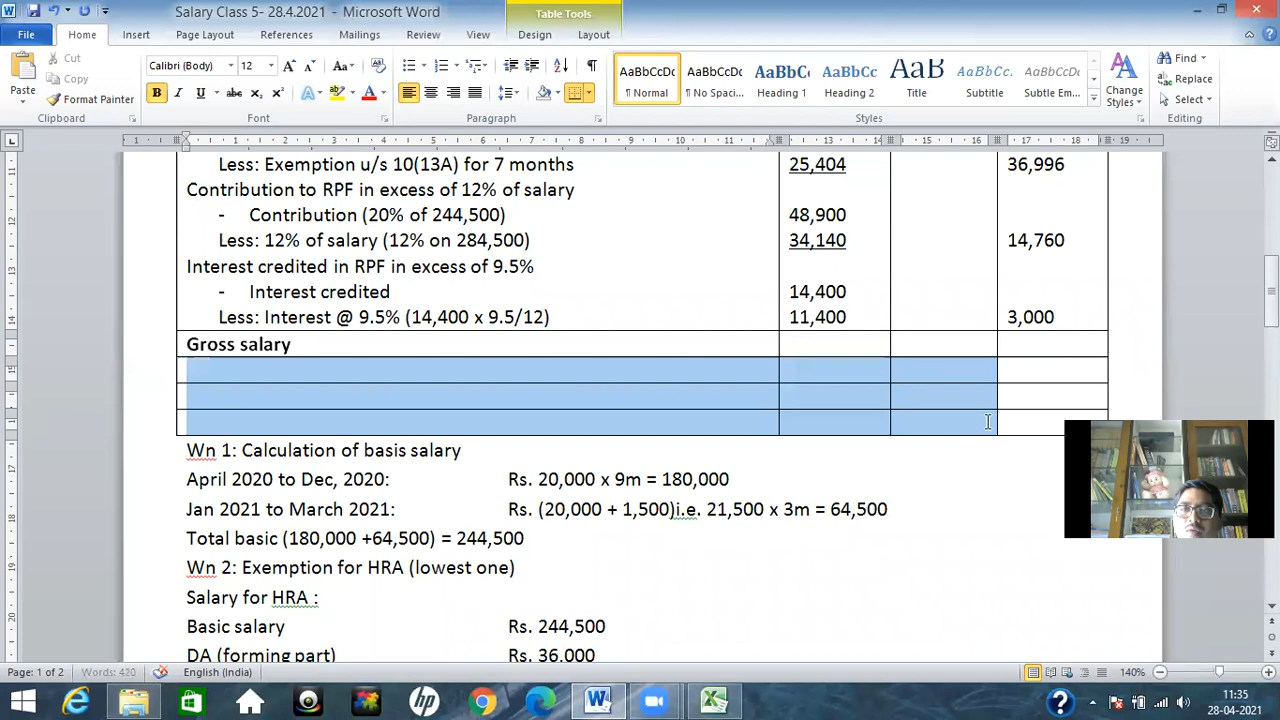 Salary Class 5- 28.4.2021 - Microsoft Word
Table Tools
File Home Insert Page Layout References Mailings Review View Design Layout
Paste
Cut
Copy
Format Painter
Clipboard
Calibri (Body) 12
Font
Paragraph
AaBbCcDc AaBbCcDc AaBbCc AaBbCc AaB AaBbCcL AaBbCcDc
¶ Normal ¶ No Spaci... Heading 1 Heading 2 Title Subtitle Subtle Em...
Styles
Change Styles
Find
Replace
Select
Editing
Less: Exemption u/s 10(13A) for 7 months 25,404 36,996
Contribution to RPF in excess of 12% of salary
- Contribution (20% of 244,500) 48,900
Less: 12% of salary (12% on 284,500) 34,140 14,760
Interest credited in RPF in excess of 9.5%
- Interest credited 14,400
Less: Interest @ 9.5% (14,400 x 9.5/12) 11,400 3,000
Gross salary
Wn 1: Calculation of basis salary
April 2020 to Dec, 2020: Rs. 20,000 x 9m = 180,000
Jan 2021 to March 2021: Rs. (20,000 + 1,500)i.e. 21,500 x 3m = 64,500
Total basic (180,000 +64,500) = 244,500
Wn 2: Exemption for HRA (lowest one)
Salary for HRA :
Basic salary Rs. 244,500
DA (forming part) Rs. 36,000
Page: 1 of 2 Words: 420 English (India) 140%
11:35
28-04-2021